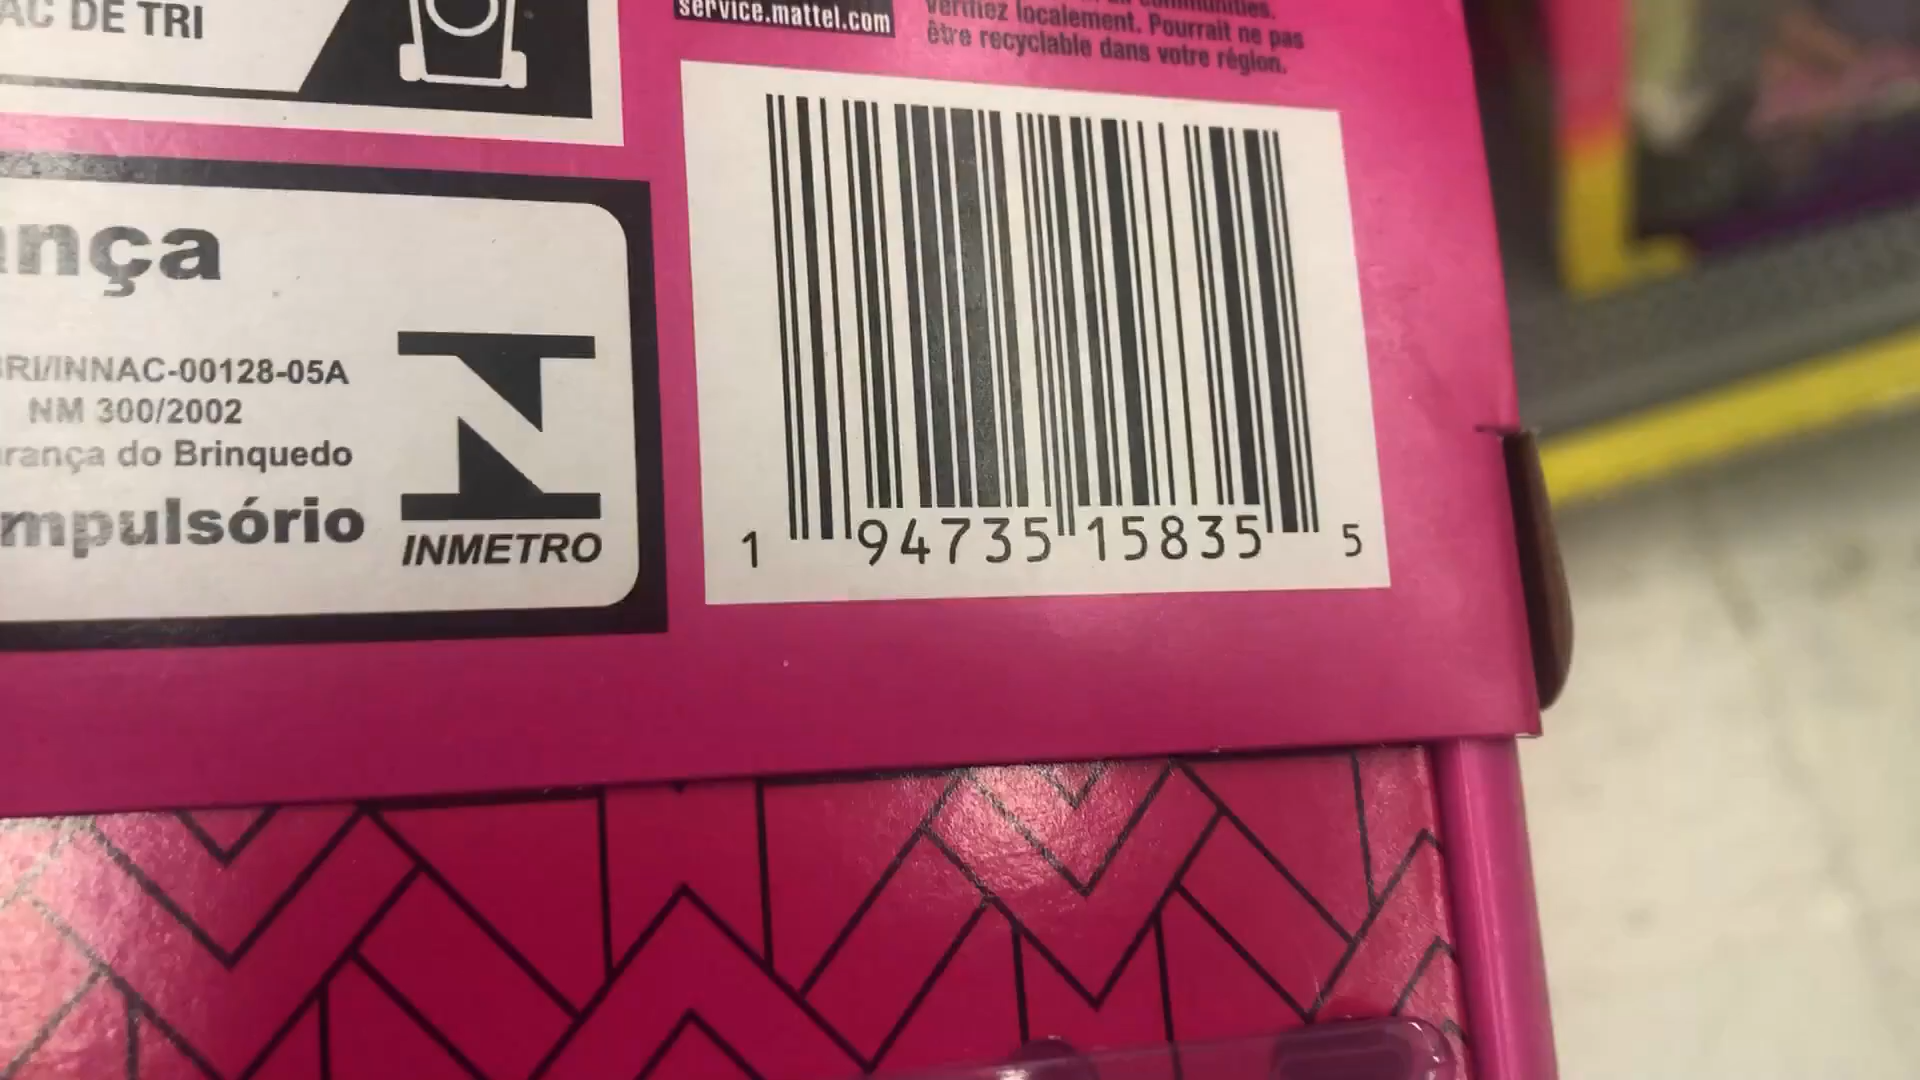 AC DE TRI
service.mattel.com
vérifiez localement. Pourrait ne pas
être recyclable dans votre région.
ança
BRI/INNAC-00128-05A
NM 300/2002
rança do Brinquedo
mpulsório
INMETRO
1 94735 15835 5